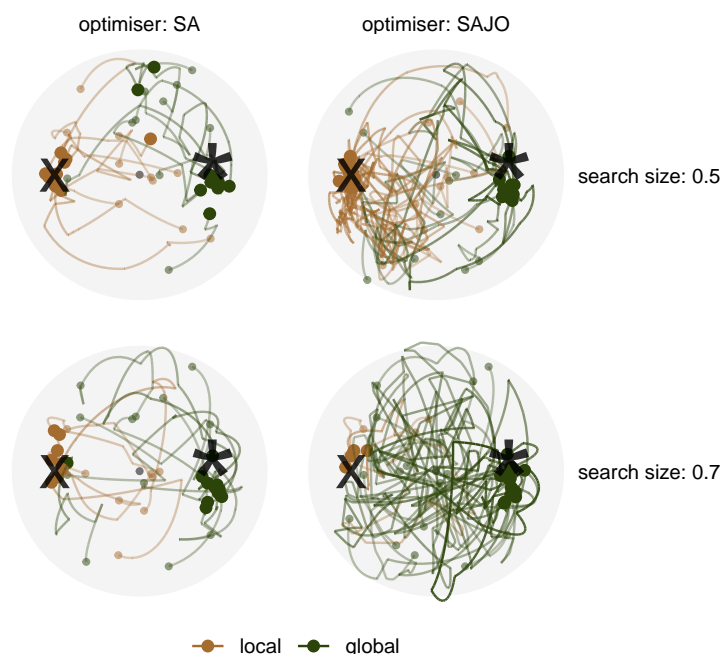 optimiser: SA
optimiser: SAJO
x
*
x
*
search size: 0.5
x
*
x
*
search size: 0.7
local
global